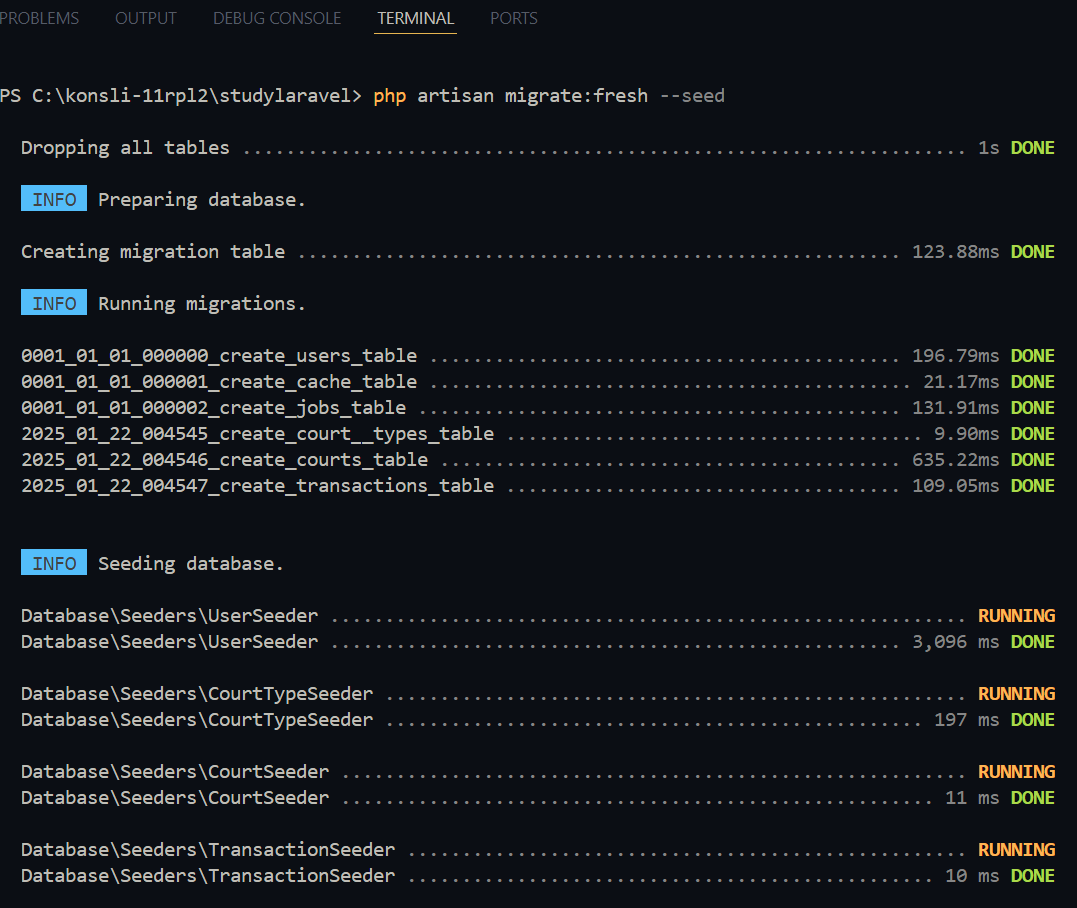 PROBLEMS OUTPUT DEBUG CONSOLE TERMINAL PORTS
PS C:\konsli-11rpl2\studylaravel> php artisan migrate:fresh --seed
Dropping all tables .................................................................. 1s DONE
INFO Preparing database.
Creating migration table ....................................................... 123.88ms DONE
INFO Running migrations.
0001_01_01_000000_create_users_table ........................................... 196.79ms DONE
0001_01_01_000001_create_cache_table ............................................ 21.17ms DONE
0001_01_01_000002_create_jobs_table ............................................ 131.91ms DONE
2025_01_22_004545_create_court__types_table ...................................... 9.90ms DONE
2025_01_22_004546_create_courts_table .......................................... 635.22ms DONE
2025_01_22_004547_create_transactions_table .................................... 109.05ms DONE
INFO Seeding database.
Database\Seeders\UserSeeder .......................................................... RUNNING
Database\Seeders\UserSeeder .................................................... 3,096 ms DONE
Database\Seeders\CourtTypeSeeder ..................................................... RUNNING
Database\Seeders\CourtTypeSeeder ................................................. 197 ms DONE
Database\Seeders\CourtSeeder ......................................................... RUNNING
Database\Seeders\CourtSeeder ...................................................... 11 ms DONE
Database\Seeders\TransactionSeeder ................................................... RUNNING
Database\Seeders\TransactionSeeder ................................................ 10 ms DONE